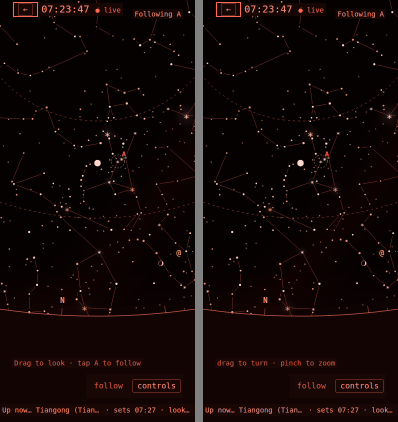 ← 07:23:47 ● live
Following A
A
@
N
Drag to look · tap A to follow
follow controls
Up now… Tiangong (Tian… · sets 07:27 · look…
← 07:23:47 ● live
Following A
A
@
N
drag to turn · pinch to zoom
follow controls
Up now… Tiangong (Tian… · sets 07:27 · look…